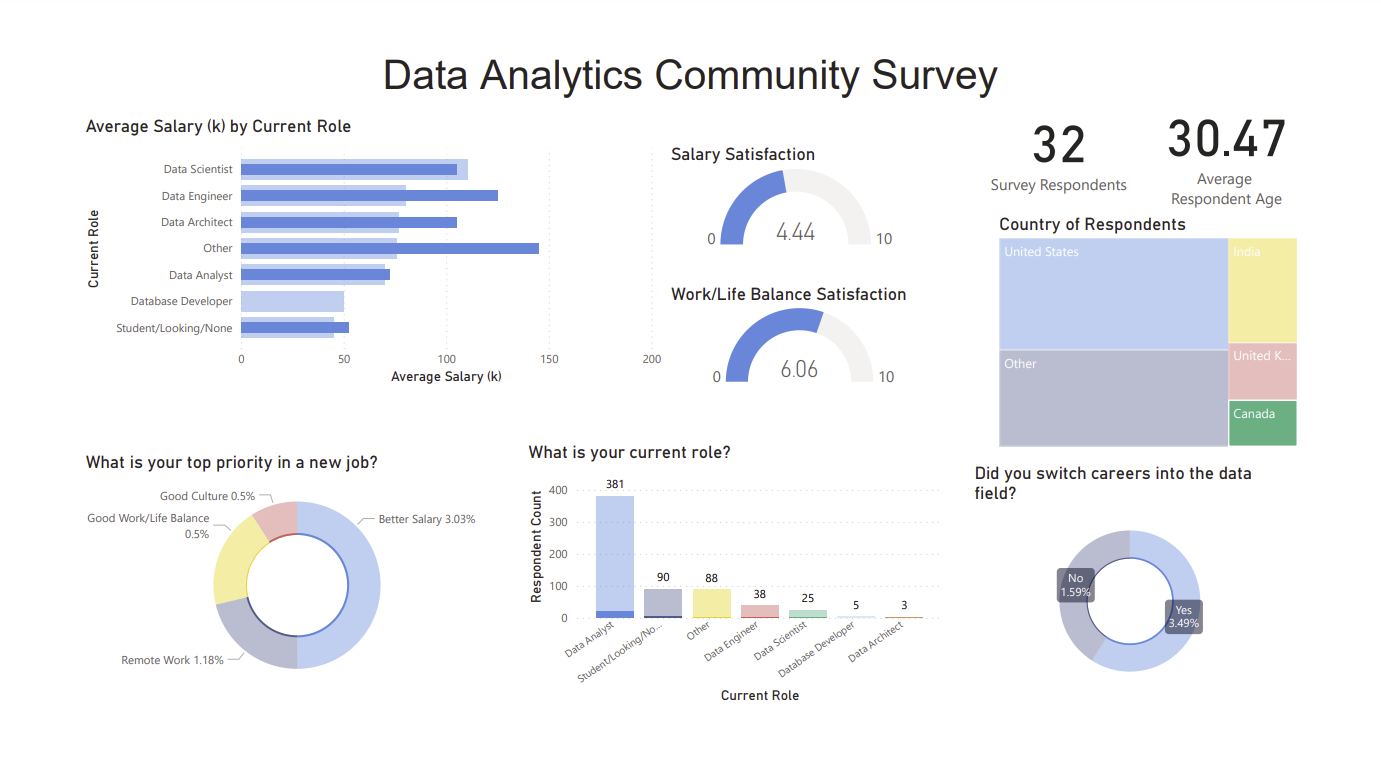 Data Analytics Community Survey
Average Salary (k) by Current Role
Current Role
Data Scientist
Data Engineer
Data Architect
Other
Data Analyst
Database Developer
Student/Looking/None
0 50 100 150 200
Average Salary (k)
Salary Satisfaction
0 4.44 10
Work/Life Balance Satisfaction
0 6.06 10
32
Survey Respondents
30.47
Average
Respondent Age
Country of Respondents
United States
India
Other
United K...
Canada
What is your top priority in a new job?
Good Culture 0.5%
Good Work/Life Balance
0.5%
Better Salary 3.03%
Remote Work 1.18%
What is your current role?
Respondent Count
400
300
200
100
0
381
90
88
38
25
5
3
Data Analyst
Student/Looking/No...
Other
Data Engineer
Data Scientist
Database Developer
Data Architect
Current Role
Did you switch careers into the data
field?
No
1.59%
Yes
3.49%